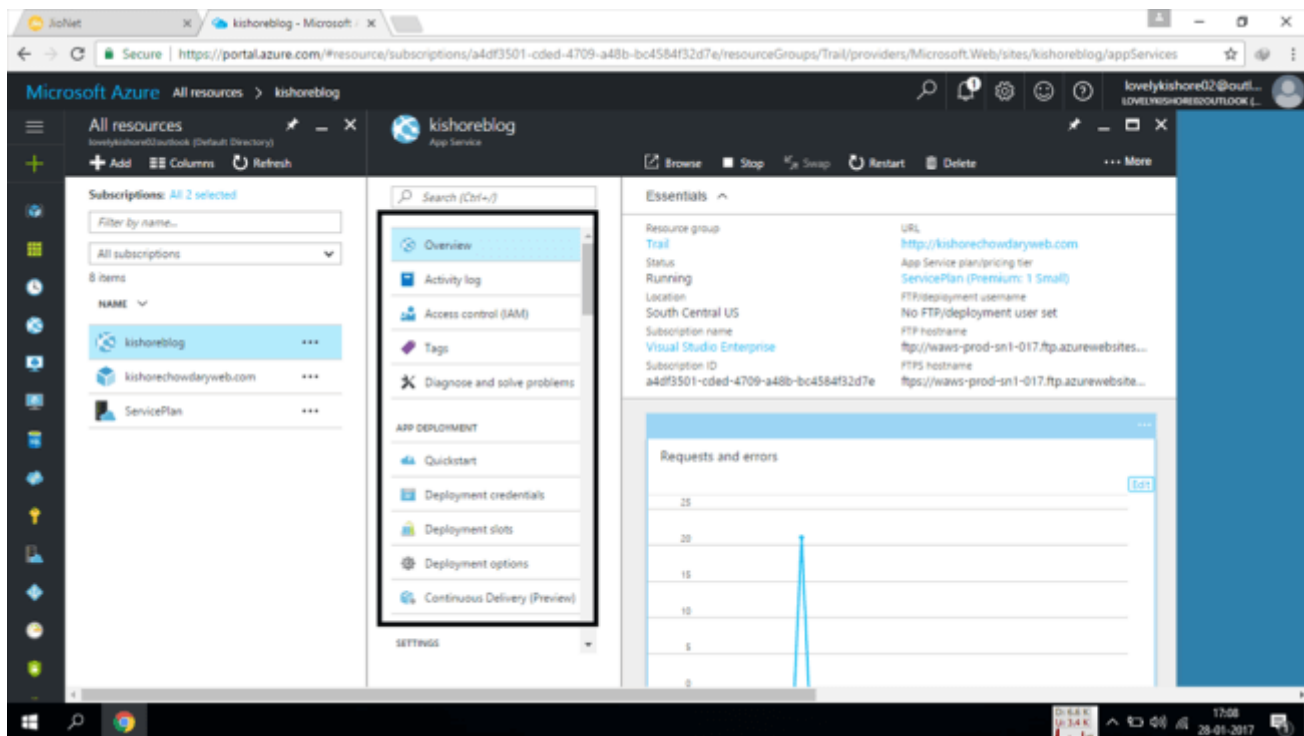 JioNet
kishoreblog - Microsoft
Secure | https://portal.azure.com/#resource/subscriptions/a4df3501-cded-4709-a48b-bc4584f32d7e/resourceGroups/Trail/providers/Microsoft.Web/sites/kishoreblog/appServices
Microsoft Azure All resources > kishoreblog
1
lovelykishore02@outl...
All resources
lovelykishore02outlook (Default Directory)
Add Columns Refresh
Subscriptions: All 2 selected
Filter by name...
All subscriptions
8 items
NAME
kishoreblog
kishorechowdaryweb.com
ServicePlan
kishoreblog
App Service
Search (Ctrl+/)
Overview
Activity log
Access control (IAM)
Tags
Diagnose and solve problems
APP DEPLOYMENT
Quickstart
Deployment credentials
Deployment slots
Deployment options
Continuous Delivery (Preview)
SETTINGS
Browse Stop Swap Restart Delete More
Essentials
Resource group
Trail
Status
Running
Location
South Central US
Subscription name
Visual Studio Enterprise
Subscription ID
a4df3501-cded-4709-a48b-bc4584f32d7e
URL
http://kishorechowdaryweb.com
App Service plan/pricing tier
ServicePlan (Premium: 1 Small)
FTP/deployment username
No FTP/deployment user set
FTP hostname
ftp://waws-prod-sn1-017.ftp.azurewebsites...
FTPS hostname
ftps://waws-prod-sn1-017.ftp.azurewebsite...
Requests and errors
Edit
25
20
15
10
5
0
17:08
28-01-2017